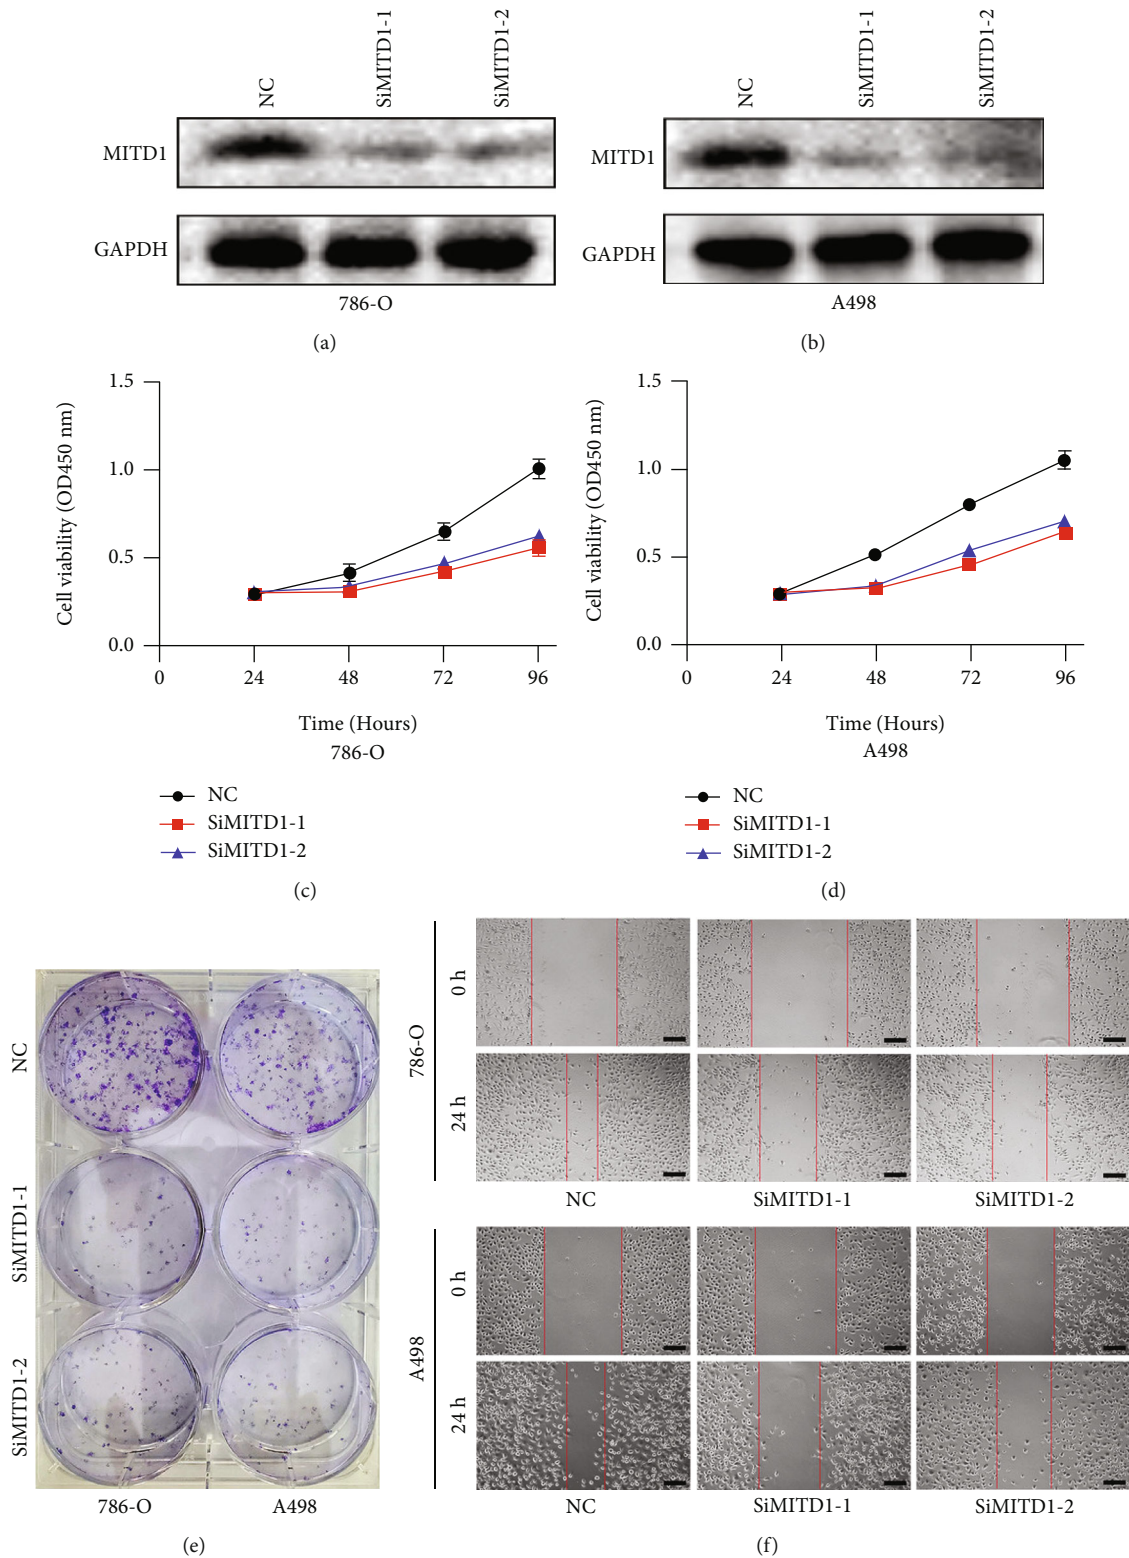 NC
SiMITD1-1
SiMITD1-2
MITD1
GAPDH
786-O
(a)
NC
SiMITD1-1
SiMITD1-2
MITD1
GAPDH
A498
(b)
Cell viability (OD450 nm)
1.5
1.0
0.5
0.0
0 24 48 72 96
Time (Hours)
786-O
NC
SiMITD1-1
SiMITD1-2
(c)
Cell viability (OD450 nm)
1.5
1.0
0.5
0.0
0 24 48 72 96
Time (Hours)
A498
NC
SiMITD1-1
SiMITD1-2
(d)
NC
SiMITD1-1
SiMITD1-2
786-O A498
(e)
786-O
0 h
24 h
NC SiMITD1-1 SiMITD1-2
A498
0 h
24 h
NC SiMITD1-1 SiMITD1-2
(f)